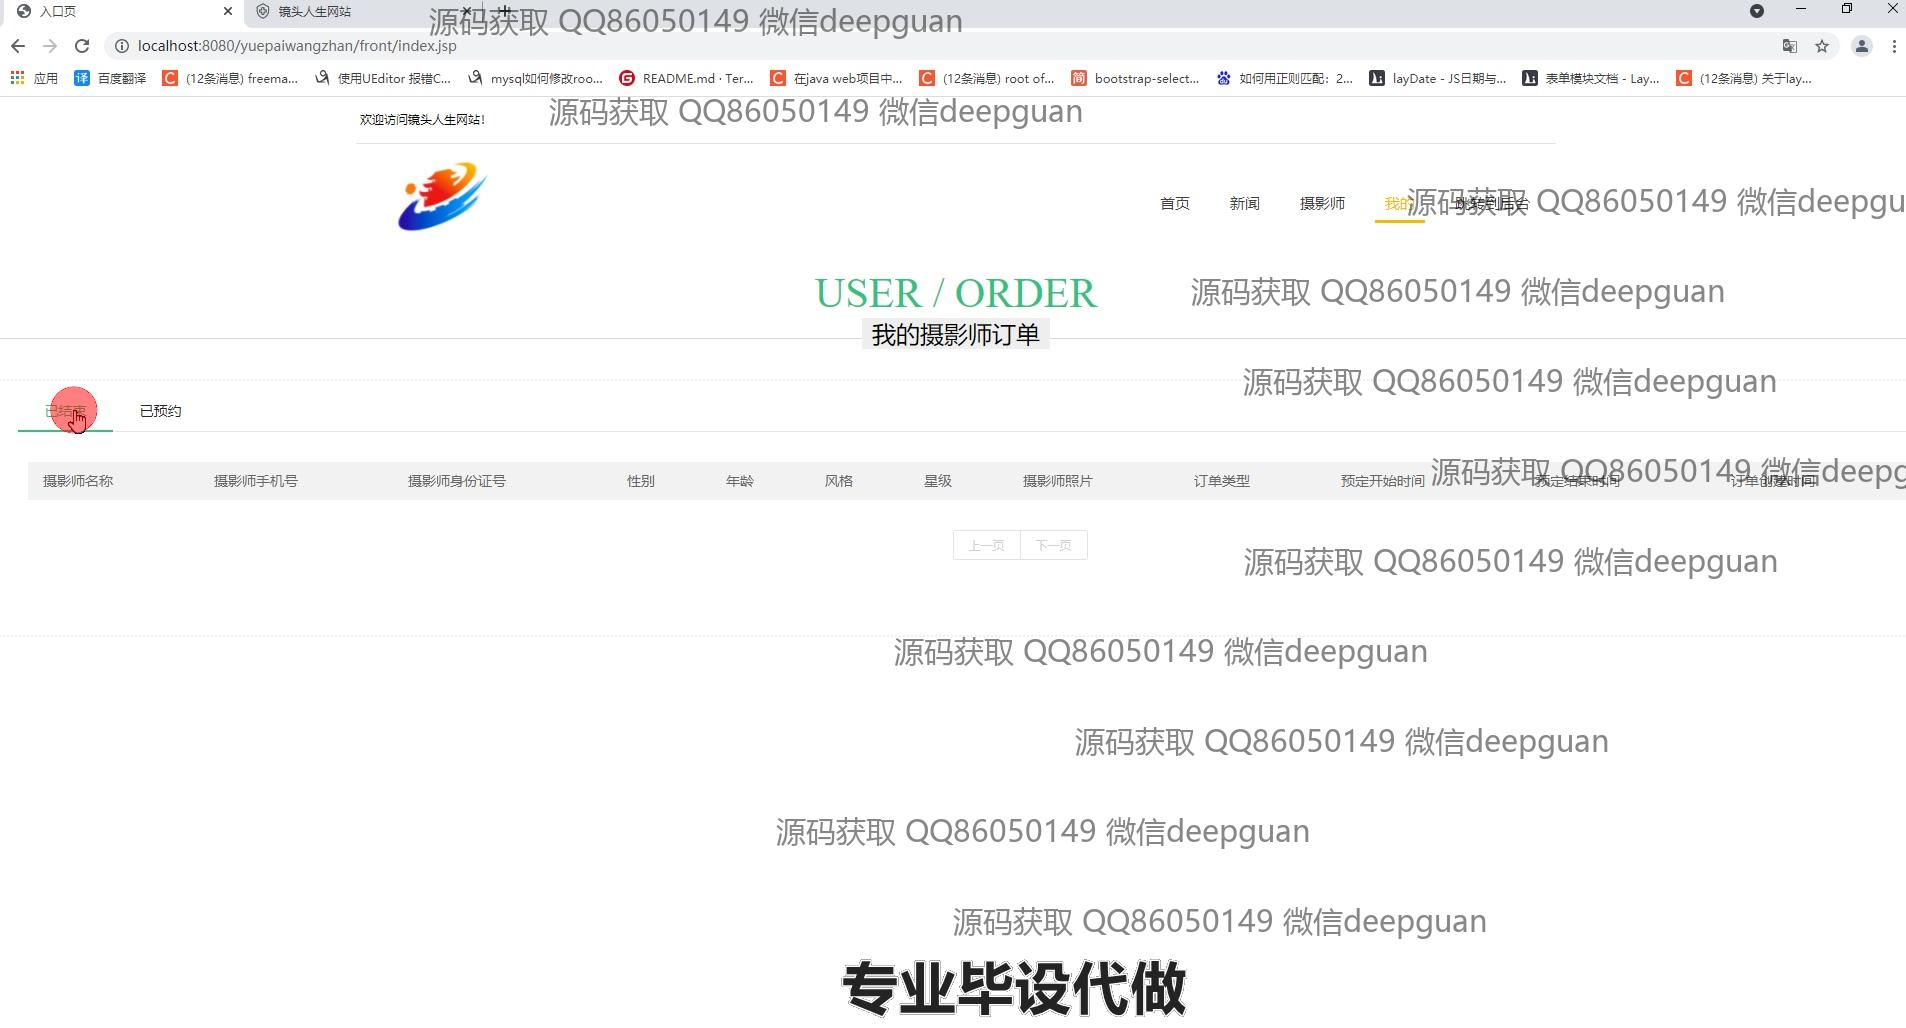 入口页
镜头人生网站
源码获取 QQ86050149 微信deepguan
localhost:8080/yuepaiwangzhan/front/index.jsp
应用 百度翻译 (12条消息) freema... 使用UEditor 报错C... mysql如何修改roo... README.md · Ter... 在java web项目中... (12条消息) root of... bootstrap-select... 如何用正则匹配：2... layDate - JS日期与... 表单模块文档 - Lay... (12条消息) 关于lay...
源码获取 QQ86050149 微信deepguan
欢迎访问镜头人生网站！
首页 新闻 摄影师 我的 跳转到后台
源码获取 QQ86050149 微信deepgu
USER / ORDER
源码获取 QQ86050149 微信deepguan
我的摄影师订单
源码获取 QQ86050149 微信deepguan
已结束 已预约
源码获取 QQ86050149 微信deepg
摄影师名称 摄影师手机号 摄影师身份证号 性别 年龄 风格 星级 摄影师照片 订单类型 预定开始时间 预定结束时间 订单创建时间
上一页 下一页
源码获取 QQ86050149 微信deepguan
源码获取 QQ86050149 微信deepguan
源码获取 QQ86050149 微信deepguan
源码获取 QQ86050149 微信deepguan
源码获取 QQ86050149 微信deepguan
专业毕设代做